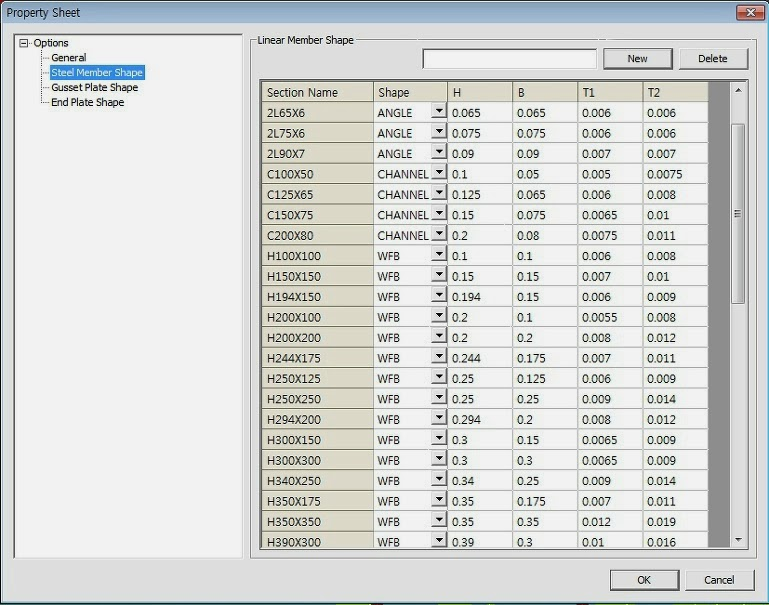 Property Sheet
Options
General
Steel Member Shape
Gusset Plate Shape
End Plate Shape
Linear Member Shape
New Delete
Section Name Shape H B T1 T2
2L65X6 ANGLE 0.065 0.065 0.006 0.006
2L75X6 ANGLE 0.075 0.075 0.006 0.006
2L90X7 ANGLE 0.09 0.09 0.007 0.007
C100X50 CHANNEL 0.1 0.05 0.005 0.0075
C125X65 CHANNEL 0.125 0.065 0.006 0.008
C150X75 CHANNEL 0.15 0.075 0.0065 0.01
C200X80 CHANNEL 0.2 0.08 0.0075 0.011
H100X100 WFB 0.1 0.1 0.006 0.008
H150X150 WFB 0.15 0.15 0.007 0.01
H194X150 WFB 0.194 0.15 0.006 0.009
H200X100 WFB 0.2 0.1 0.0055 0.008
H200X200 WFB 0.2 0.2 0.008 0.012
H244X175 WFB 0.244 0.175 0.007 0.011
H250X125 WFB 0.25 0.125 0.006 0.009
H250X250 WFB 0.25 0.25 0.009 0.014
H294X200 WFB 0.294 0.2 0.008 0.012
H300X150 WFB 0.3 0.15 0.0065 0.009
H300X300 WFB 0.3 0.3 0.0065 0.009
H340X250 WFB 0.34 0.25 0.009 0.014
H350X175 WFB 0.35 0.175 0.007 0.011
H350X350 WFB 0.35 0.35 0.012 0.019
H390X300 WFB 0.39 0.3 0.01 0.016
OK Cancel